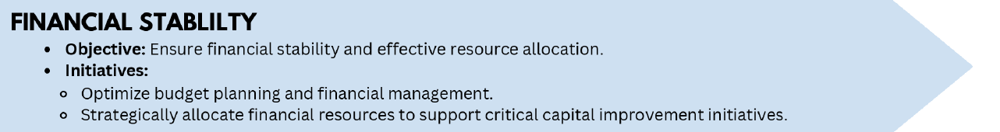 FINANCIAL STABLILTY
• Objective: Ensure financial stability and effective resource allocation.
• Initiatives:
○ Optimize budget planning and financial management.
○ Strategically allocate financial resources to support critical capital improvement initiatives.